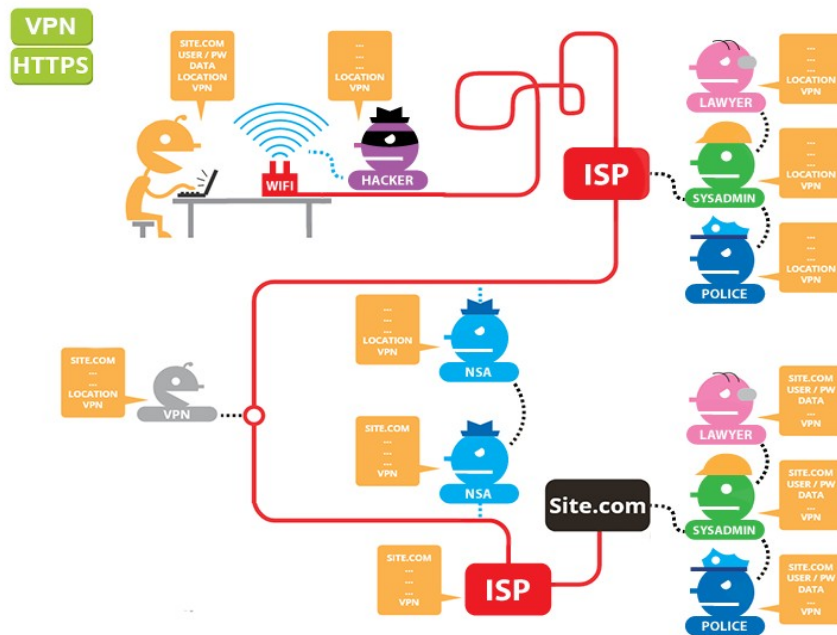 VPN
HTTPS
SITE.COM
USER / PW
DATA
LOCATION
VPN
...
...
...
LOCATION
VPN
WIFI
HACKER
ISP
LAWYER
...
...
...
LOCATION
VPN
SYSADMIN
...
...
...
LOCATION
VPN
POLICE
...
...
...
LOCATION
VPN
...
...
...
LOCATION
VPN
NSA
SITE.COM
...
...
LOCATION
VPN
VPN
SITE.COM
...
...
...
VPN
NSA
Site.com
SITE.COM
...
...
...
VPN
ISP
LAWYER
SITE.COM
USER / PW
DATA
...
VPN
SYSADMIN
SITE.COM
USER / PW
DATA
...
VPN
POLICE
SITE.COM
USER / PW
DATA
...
VPN